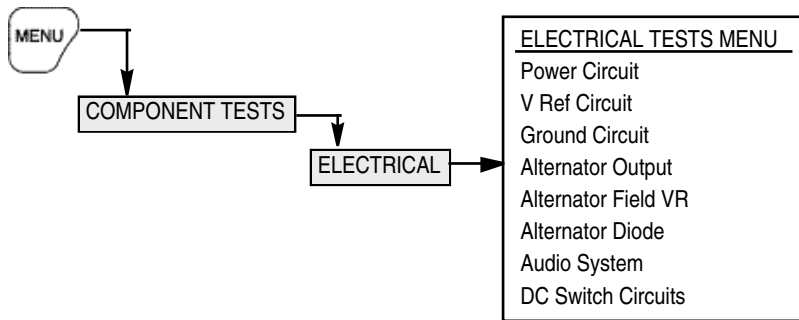 MENU
COMPONENT TESTS
ELECTRICAL
ELECTRICAL TESTS MENU
Power Circuit
V Ref Circuit
Ground Circuit
Alternator Output
Alternator Field VR
Alternator Diode
Audio System
DC Switch Circuits